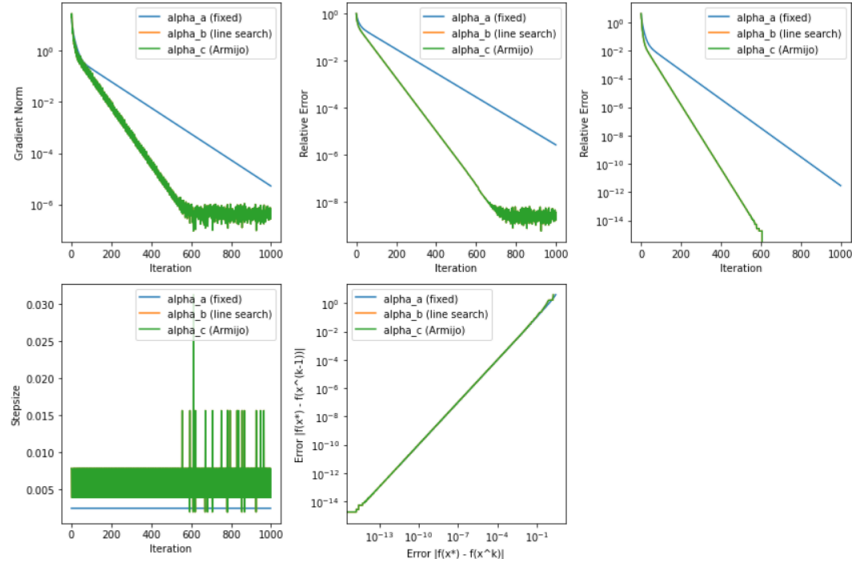 alpha_a (fixed)
alpha_b (line search)
alpha_c (Armijo)
Gradient Norm
10^0
10^-2
10^-4
10^-6
0 200 400 600 800 1000
Iteration
alpha_a (fixed)
alpha_b (line search)
alpha_c (Armijo)
Relative Error
10^0
10^-2
10^-4
10^-6
10^-8
0 200 400 600 800 1000
Iteration
alpha_a (fixed)
alpha_b (line search)
alpha_c (Armijo)
Relative Error
10^0
10^-2
10^-4
10^-6
10^-8
10^-10
10^-12
10^-14
0 200 400 600 800 1000
Iteration
alpha_a (fixed)
alpha_b (line search)
alpha_c (Armijo)
Stepsize
0.030
0.025
0.020
0.015
0.010
0.005
0 200 400 600 800 1000
Iteration
alpha_a (fixed)
alpha_b (line search)
alpha_c (Armijo)
Error |f(x*) - f(x^(k-1))|
10^0
10^-2
10^-4
10^-6
10^-8
10^-10
10^-12
10^-14
10^-13 10^-10 10^-7 10^-4 10^-1
Error |f(x*) - f(x^k)|